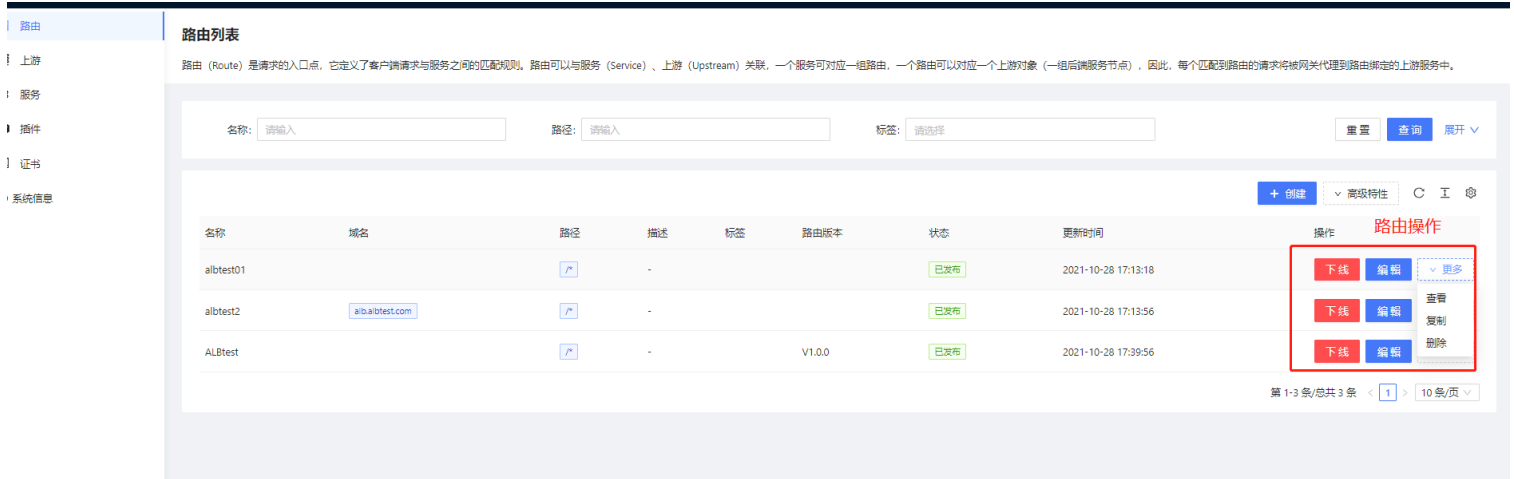 路由
上游
服务
插件
证书
系统信息
路由列表
路由（Route）是请求的入口点，它定义了客户端请求与服务之间的匹配规则。路由可以与服务（Service）、上游（Upstream）关联，一个服务可对应一组路由，一个路由可以对应一个上游对象（一组后端服务节点），因此，每个匹配到路由的请求将被网关代理到路由绑定的上游服务中。
名称: 请输入 路径: 请输入 标签: 请选择 重置 查询 展开
+ 创建 高级特性
路由操作
名称 域名 路径 描述 标签 路由版本 状态 更新时间 操作
albtest01 /* - 已发布 2021-10-28 17:13:18 下线 编辑 更多
查看
albtest2 alb.albtest.com /* - 已发布 2021-10-28 17:13:56 下线 编辑
复制
删除
ALBtest /* - V1.0.0 已发布 2021-10-28 17:39:56 下线 编辑
第 1-3 条/总共 3 条 < 1 > 10 条/页